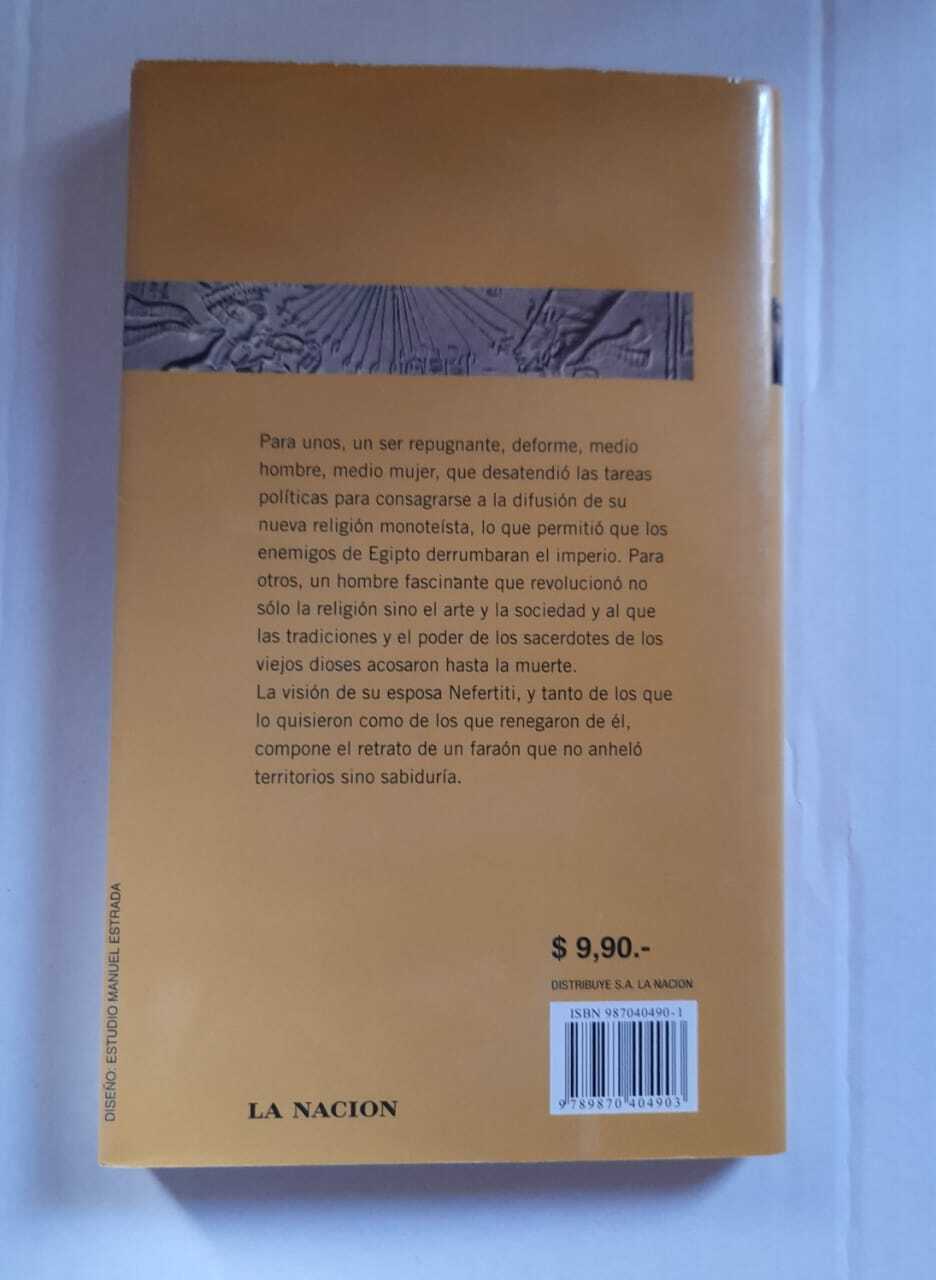 Para unos, un ser repugnante, deforme, medio
hombre, medio mujer, que desatendió las tareas
políticas para consagrarse a la difusión de su
nueva religión monoteísta, lo que permitió que los
enemigos de Egipto derrumbaran el imperio. Para
otros, un hombre fascinante que revolucionó no
sólo la religión sino el arte y la sociedad y al que
las tradiciones y el poder de los sacerdotes de los
viejos dioses acosaron hasta la muerte.
La visión de su esposa Nefertiti, y tanto de los que
lo quisieron como de los que renegaron de él,
compone el retrato de un faraón que no anheló
territorios sino sabiduría.
DISEÑO: ESTUDIO MANUEL ESTRADA
$ 9,90.-
DISTRIBUYE S.A. LA NACION
ISBN 987040490-1
9 789870 404903
LA NACION